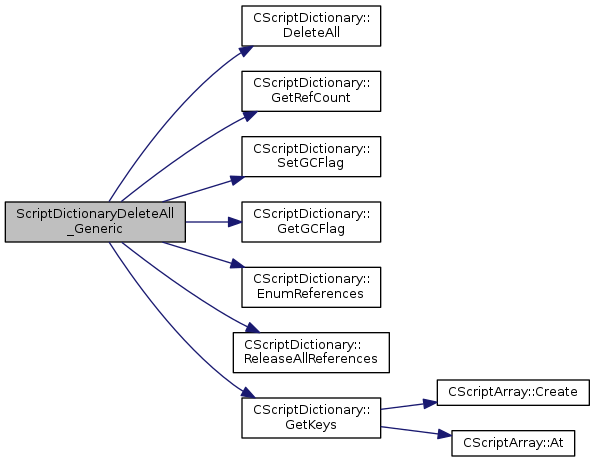 CScriptDictionary::
DeleteAll
CScriptDictionary::
GetRefCount
CScriptDictionary::
SetGCFlag
ScriptDictionaryDeleteAll
_Generic
CScriptDictionary::
GetGCFlag
CScriptDictionary::
EnumReferences
CScriptDictionary::
ReleaseAllReferences
CScriptDictionary::
GetKeys
CScriptArray::Create
CScriptArray::At